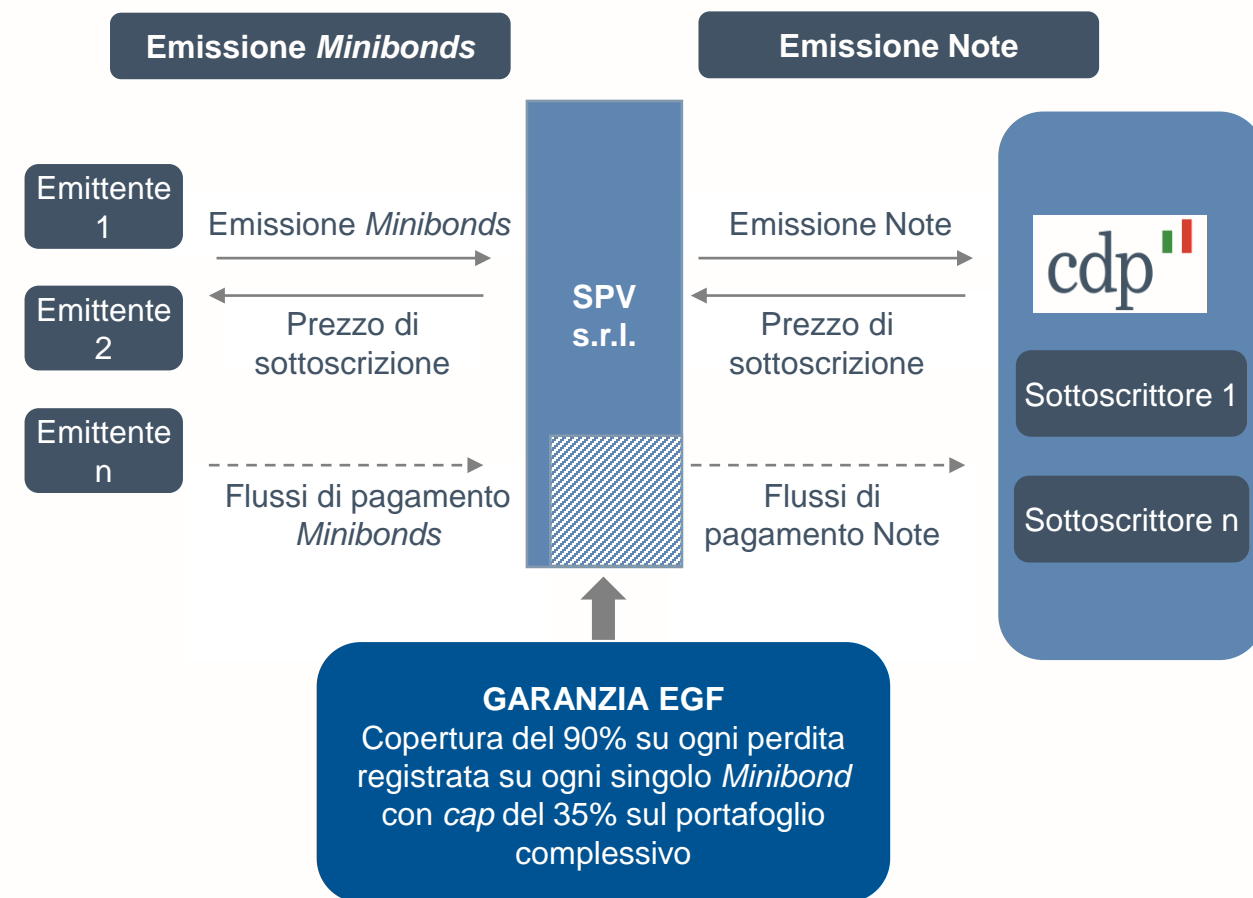 Emissione Minibonds
Emissione Note
Emittente
1
Emittente
2
Emittente
n
Emissione Minibonds
Prezzo di
sottoscrizione
Flussi di pagamento
Minibonds
SPV
s.r.l.
Emissione Note
Prezzo di
sottoscrizione
Flussi di
pagamento Note
cdp
Sottoscrittore 1
Sottoscrittore n
GARANZIA EGF
Copertura del 90% su ogni perdita
registrata su ogni singolo Minibond
con cap del 35% sul portafoglio
complessivo